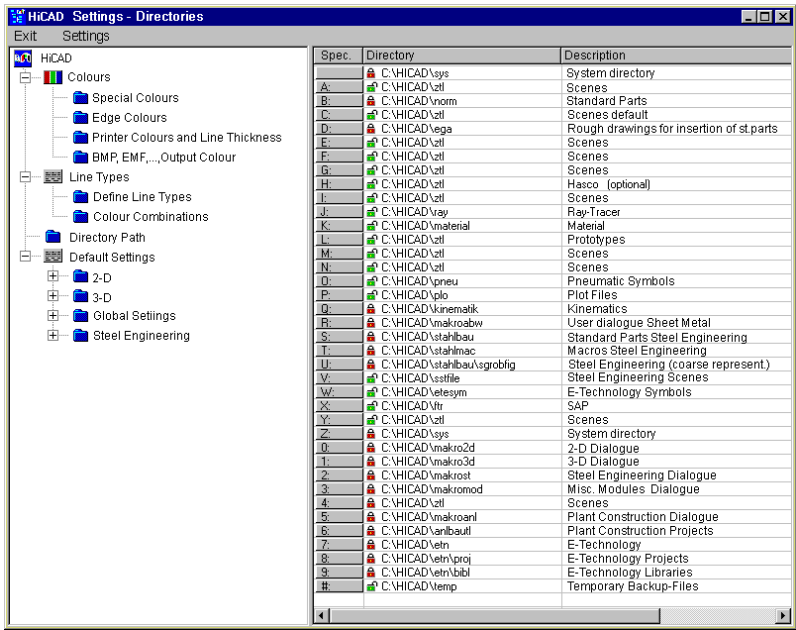 HiCAD Settings - Directories
Exit Settings
HiCAD
Colours
Special Colours
Edge Colours
Printer Colours and Line Thickness
BMP, EMF,...,Output Colour
Line Types
Define Line Types
Colour Combinations
Directory Path
Default Settings
2-D
3-D
Global Setiings
Steel Engineering
Spec. Directory Description
C:\HICAD\sys System directory
A: C:\HICAD\ztl Scenes
B: C:\HICAD\norm Standard Parts
C: C:\HICAD\ztl Scenes default
D: C:\HICAD\ega Rough drawings for insertion of st.parts
E: C:\HICAD\ztl Scenes
F: C:\HICAD\ztl Scenes
G: C:\HICAD\ztl Scenes
H: C:\HICAD\ztl Hasco (optional)
I: C:\HICAD\ztl Scenes
J: C:\HICAD\ray Ray-Tracer
K: C:\HICAD\material Material
L: C:\HICAD\ztl Prototypes
M: C:\HICAD\ztl Scenes
N: C:\HICAD\ztl Scenes
O: C:\HICAD\pneu Pneumatic Symbols
P: C:\HICAD\plo Plot Files
Q: C:\HICAD\kinematik Kinematics
R: C:\HICAD\makroabw User dialogue Sheet Metal
S: C:\HICAD\stahlbau Standard Parts Steel Engineering
T: C:\HICAD\stahlmac Macros Steel Engineering
U: C:\HICAD\stahlbau\sgrobfig Steel Engineering (coarse represent.)
V: C:\HICAD\sstfile Steel Engineering Scenes
W: C:\HICAD\etesym E-Technology Symbols
X: C:\HICAD\ftr SAP
Y: C:\HICAD\ztl Scenes
Z: C:\HICAD\sys System directory
0: C:\HICAD\makro2d 2-D Dialogue
1: C:\HICAD\makro3d 3-D Dialogue
2: C:\HICAD\makrost Steel Engineering Dialogue
3: C:\HICAD\makromod Misc. Modules Dialogue
4: C:\HICAD\ztl Scenes
5: C:\HICAD\makroanl Plant Construction Dialogue
6: C:\HICAD\anlbautl Plant Construction Projects
7: C:\HICAD\etn E-Technology
8: C:\HICAD\etn\proj E-Technology Projects
9: C:\HICAD\etn\bibl E-Technology Libraries
#: C:\HICAD\temp Temporary Backup-Files